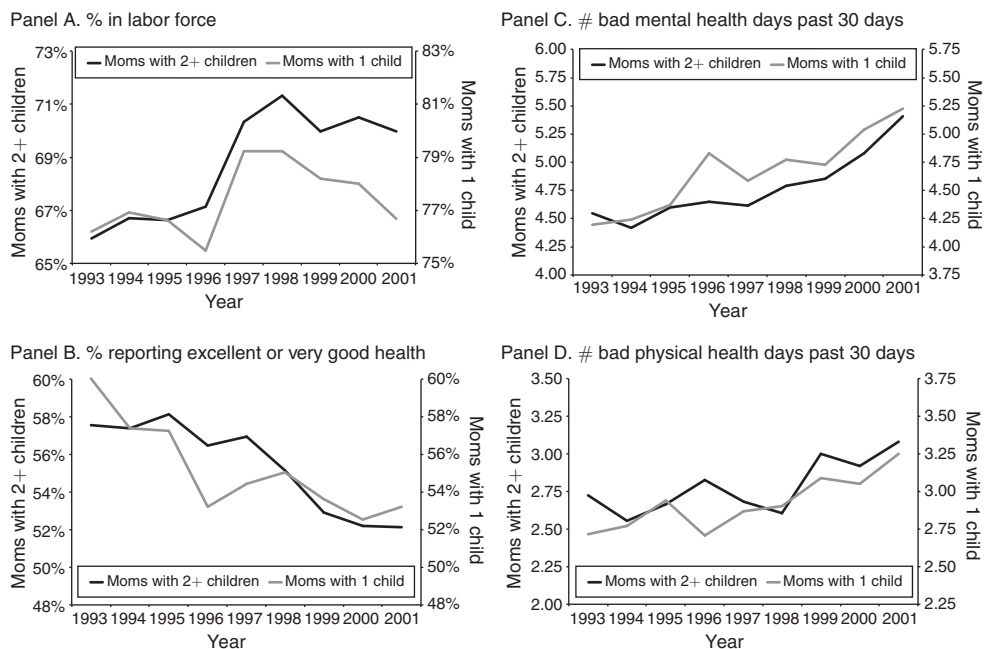 Panel A. % in labor force
73%
71%
69%
67%
65%
Moms with 2+ children
Moms with 2+ children
Moms with 1 child
83%
81%
79%
77%
75%
Moms with 1 child
1993 1994 1995 1996 1997 1998 1999 2000 2001
Year
Panel C. # bad mental health days past 30 days
6.00
5.75
5.50
5.25
5.00
4.75
4.50
4.25
4.00
Moms with 2+ children
Moms with 2+ children
Moms with 1 child
5.75
5.50
5.25
5.00
4.75
4.50
4.25
4.00
3.75
Moms with 1 child
1993 1994 1995 1996 1997 1998 1999 2000 2001
Year
Panel B. % reporting excellent or very good health
60%
58%
56%
54%
52%
50%
48%
Moms with 2+ children
Moms with 2+ children
Moms with 1 child
60%
58%
56%
54%
52%
50%
48%
Moms with 1 child
1993 1994 1995 1996 1997 1998 1999 2000 2001
Year
Panel D. # bad physical health days past 30 days
3.50
3.25
3.00
2.75
2.50
2.25
2.00
Moms with 2+ children
Moms with 2+ children
Moms with 1 child
3.75
3.50
3.25
3.00
2.75
2.50
2.25
Moms with 1 child
1993 1994 1995 1996 1997 1998 1999 2000 2001
Year